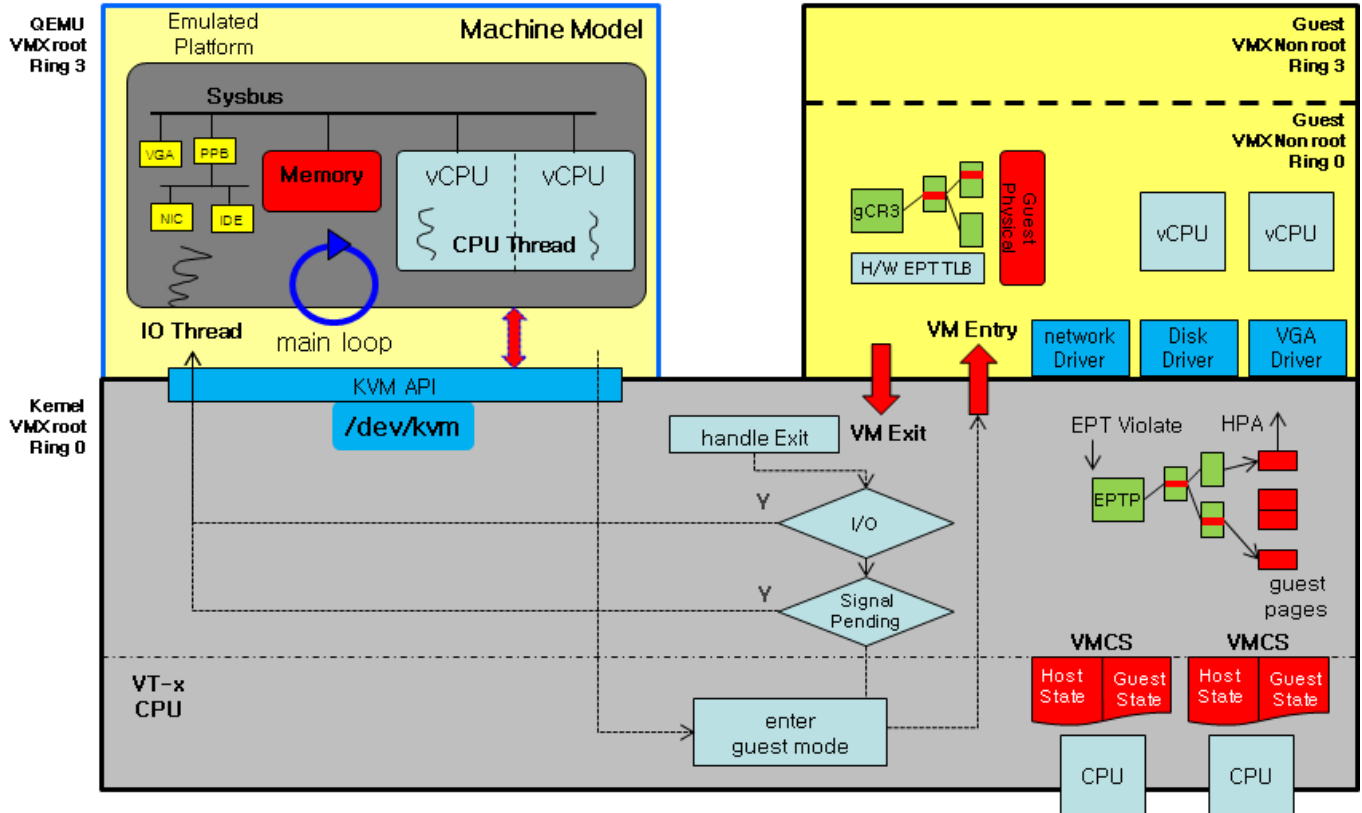 QEMU
VMX root
Ring 3
Emulated
Platform
Machine Model
Sysbus
VGA
PPB
NIC
IDE
Memory
vCPU
vCPU
CPU Thread
IO Thread
main loop
Guest
VMX Non root
Ring 3
Guest
VMX Non root
Ring 0
gCR3
H/W EPT TLB
Guest
Physical
vCPU
vCPU
VM Entry
network
Driver
Disk
Driver
VGA
Driver
Kernel
VMX root
Ring 0
KVM API
/dev/kvm
handle Exit
VM Exit
Y
I/O
Y
Signal
Pending
EPT Violate
HPA
EPTP
guest
pages
VT-x
CPU
enter
guest mode
VMCS
VMCS
Host
State
Guest
State
Host
State
Guest
State
CPU
CPU